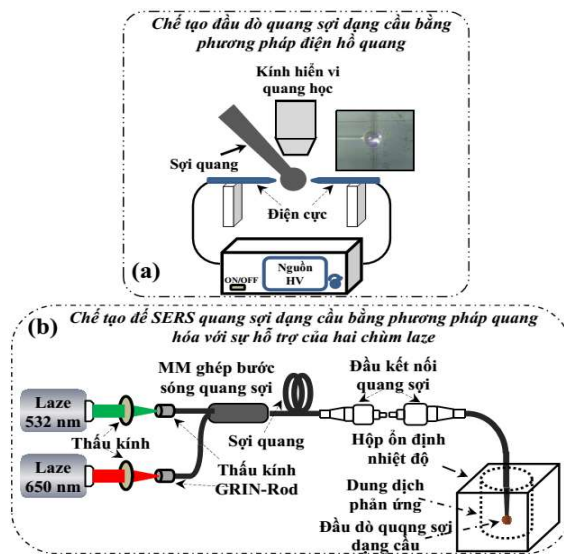 Chế tạo đầu dò quang sợi dạng cầu bằng
phương pháp điện hồ quang
Kính hiển vi
quang học
Sợi quang
Điện cực
Nguồn
HV
ON/OFF
(a)
(b)
Chế tạo đế SERS quang sợi dạng cầu bằng phương pháp quang
hóa với sự hỗ trợ của hai chùm laze
MM ghép bước
sóng quang sợi
Đầu kết nối
quang sợi
Laze
532 nm
Thấu kính
Sợi quang
Hộp ổn định
nhiệt độ
Laze
650 nm
Thấu kính
GRIN-Rod
Dung dịch
phản ứng
Đầu dò quqng sợi
dạng cầu